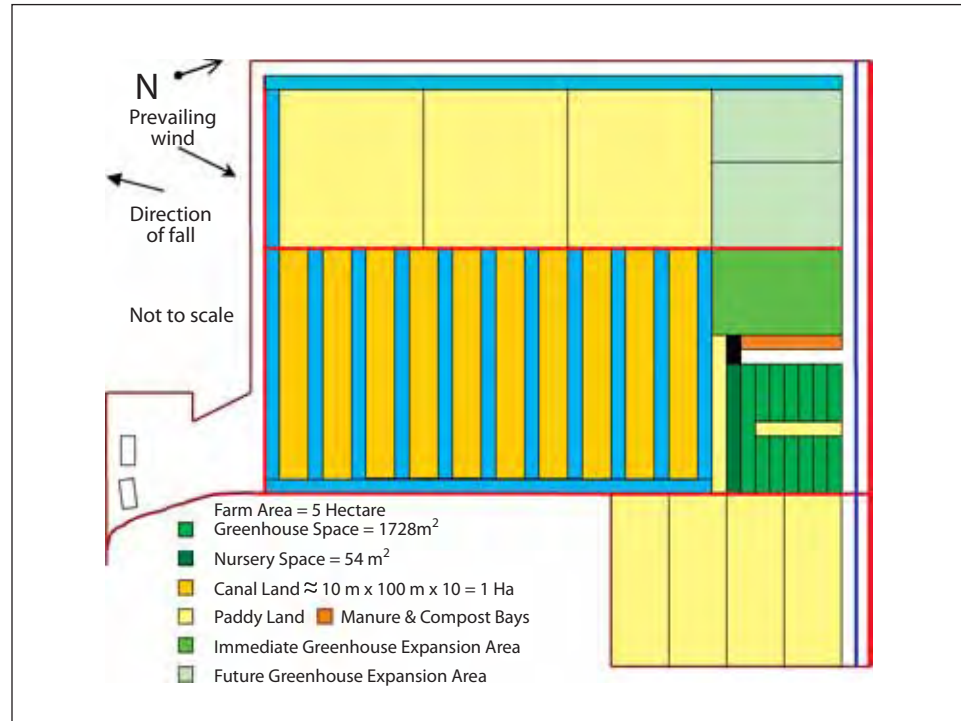 N
Prevailing
wind
Direction
of fall
Not to scale
Farm Area = 5 Hectare
Greenhouse Space = 1728m²
Nursery Space = 54 m²
Canal Land ≈ 10 m x 100 m x 10 = 1 Ha
Paddy Land Manure & Compost Bays
Immediate Greenhouse Expansion Area
Future Greenhouse Expansion Area